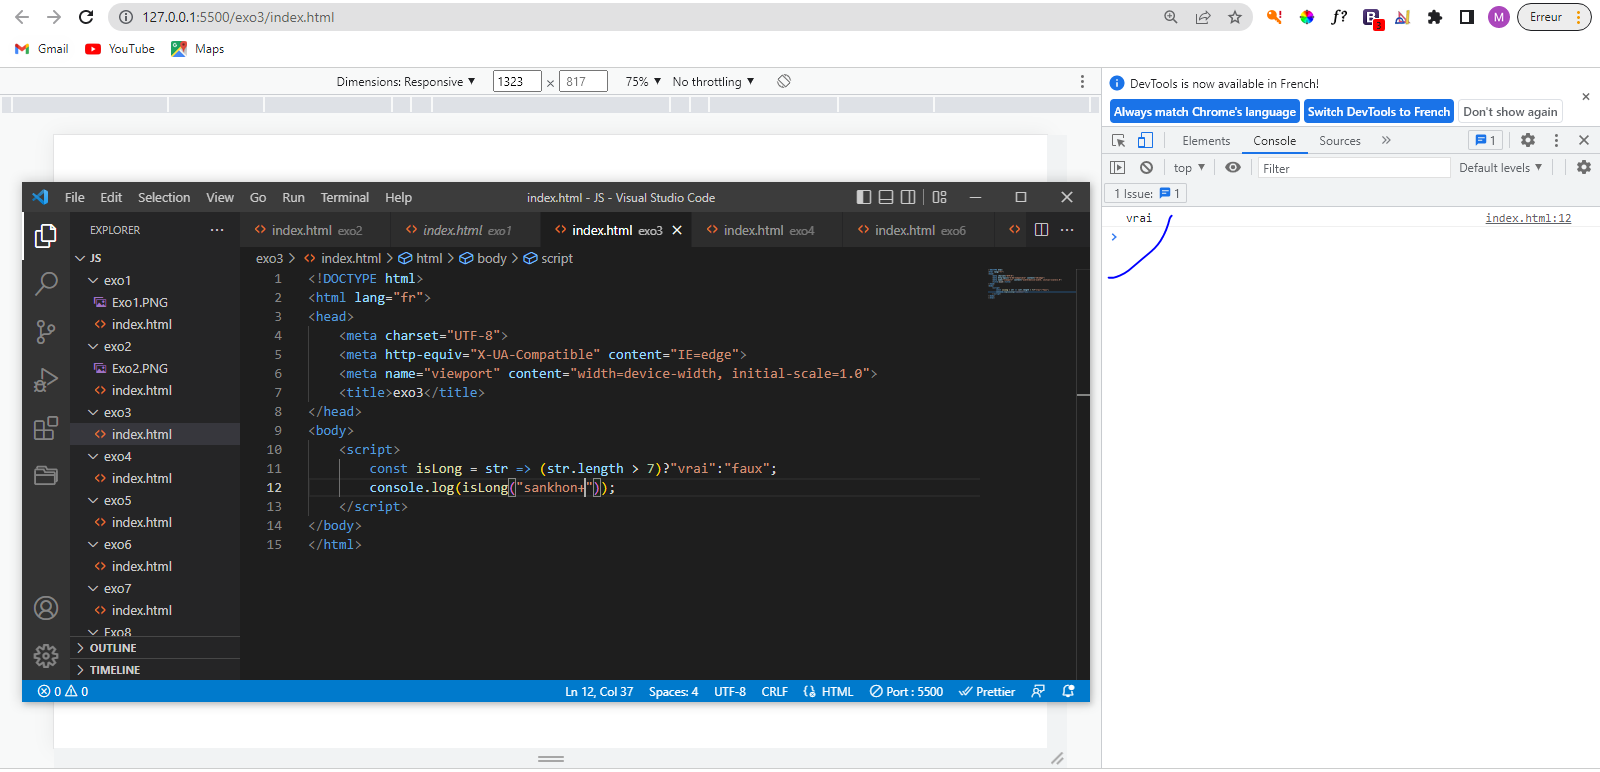 127.0.0.1:5500/exo3/index.html
f?
3
M
Erreur
Gmail YouTube Maps
Dimensions: Responsive ▼ 1323 × 817 75% ▼ No throttling ▼
DevTools is now available in French!
Always match Chrome's language Switch DevTools to French Don't show again
Elements Console Sources » 1
top ▼ Filter Default levels ▼
1 Issue: 1
vrai index.html:12
>
File Edit Selection View Go Run Terminal Help index.html - JS - Visual Studio Code
EXPLORER ...
JS
exo1
Exo1.PNG
index.html
exo2
Exo2.PNG
index.html
exo3
index.html
exo4
index.html
exo5
index.html
exo6
index.html
exo7
index.html
Exo8
OUTLINE
TIMELINE
index.html exo2 index.html exo1 index.html exo3 index.html exo4 index.html exo6 ...
exo3 > index.html > html > body > script
1 <!DOCTYPE html>
2 <html lang="fr">
3 <head>
4 <meta charset="UTF-8">
5 <meta http-equiv="X-UA-Compatible" content="IE=edge">
6 <meta name="viewport" content="width=device-width, initial-scale=1.0">
7 <title>exo3</title>
8 </head>
9 <body>
10 <script>
11 const isLong = str => (str.length > 7)?"vrai":"faux";
12 console.log(isLong("sankhon+"));
13 </script>
14 </body>
15 </html>
0 0 Ln 12, Col 37 Spaces: 4 UTF-8 CRLF HTML Port : 5500 Prettier